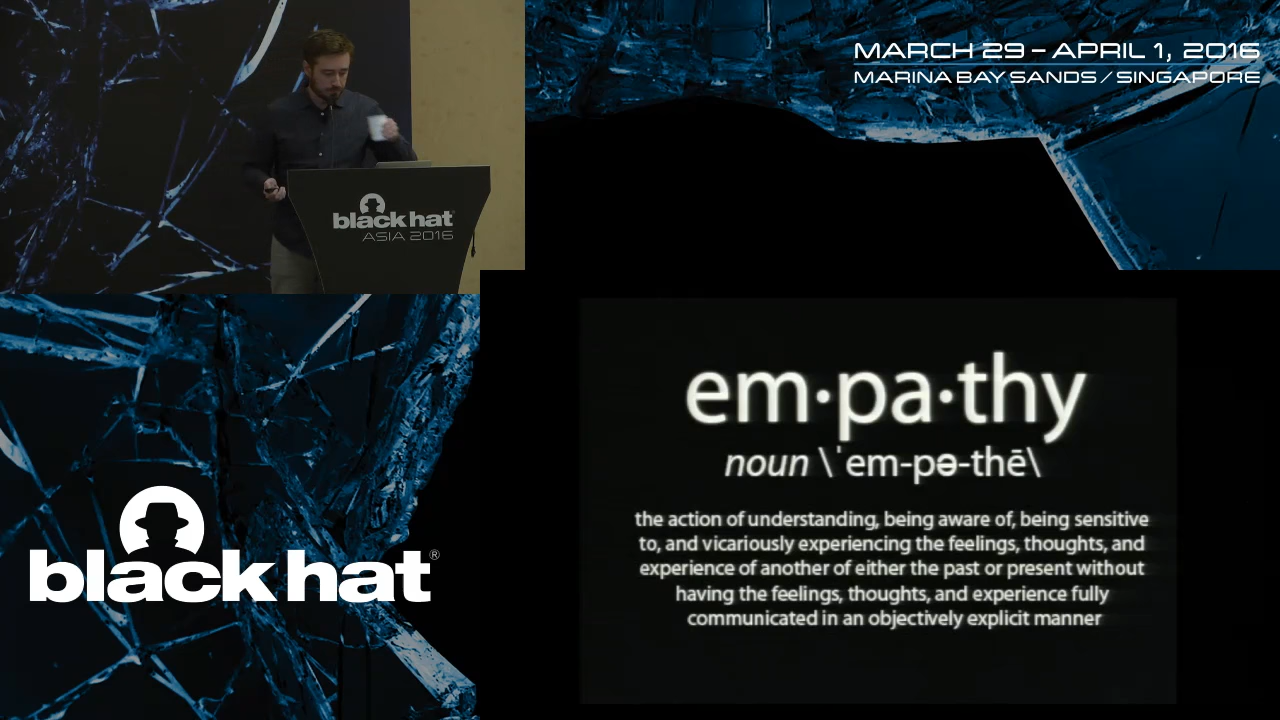 MARCH 29 – APRIL 1, 2016
MARINA BAY SANDS / SINGAPORE
black hat
ASIA 2016
em·pa·thy
noun \ˈem-pə-thē\
the action of understanding, being aware of, being sensitive
to, and vicariously experiencing the feelings, thoughts, and
experience of another of either the past or present without
having the feelings, thoughts, and experience fully
communicated in an objectively explicit manner
black hat®